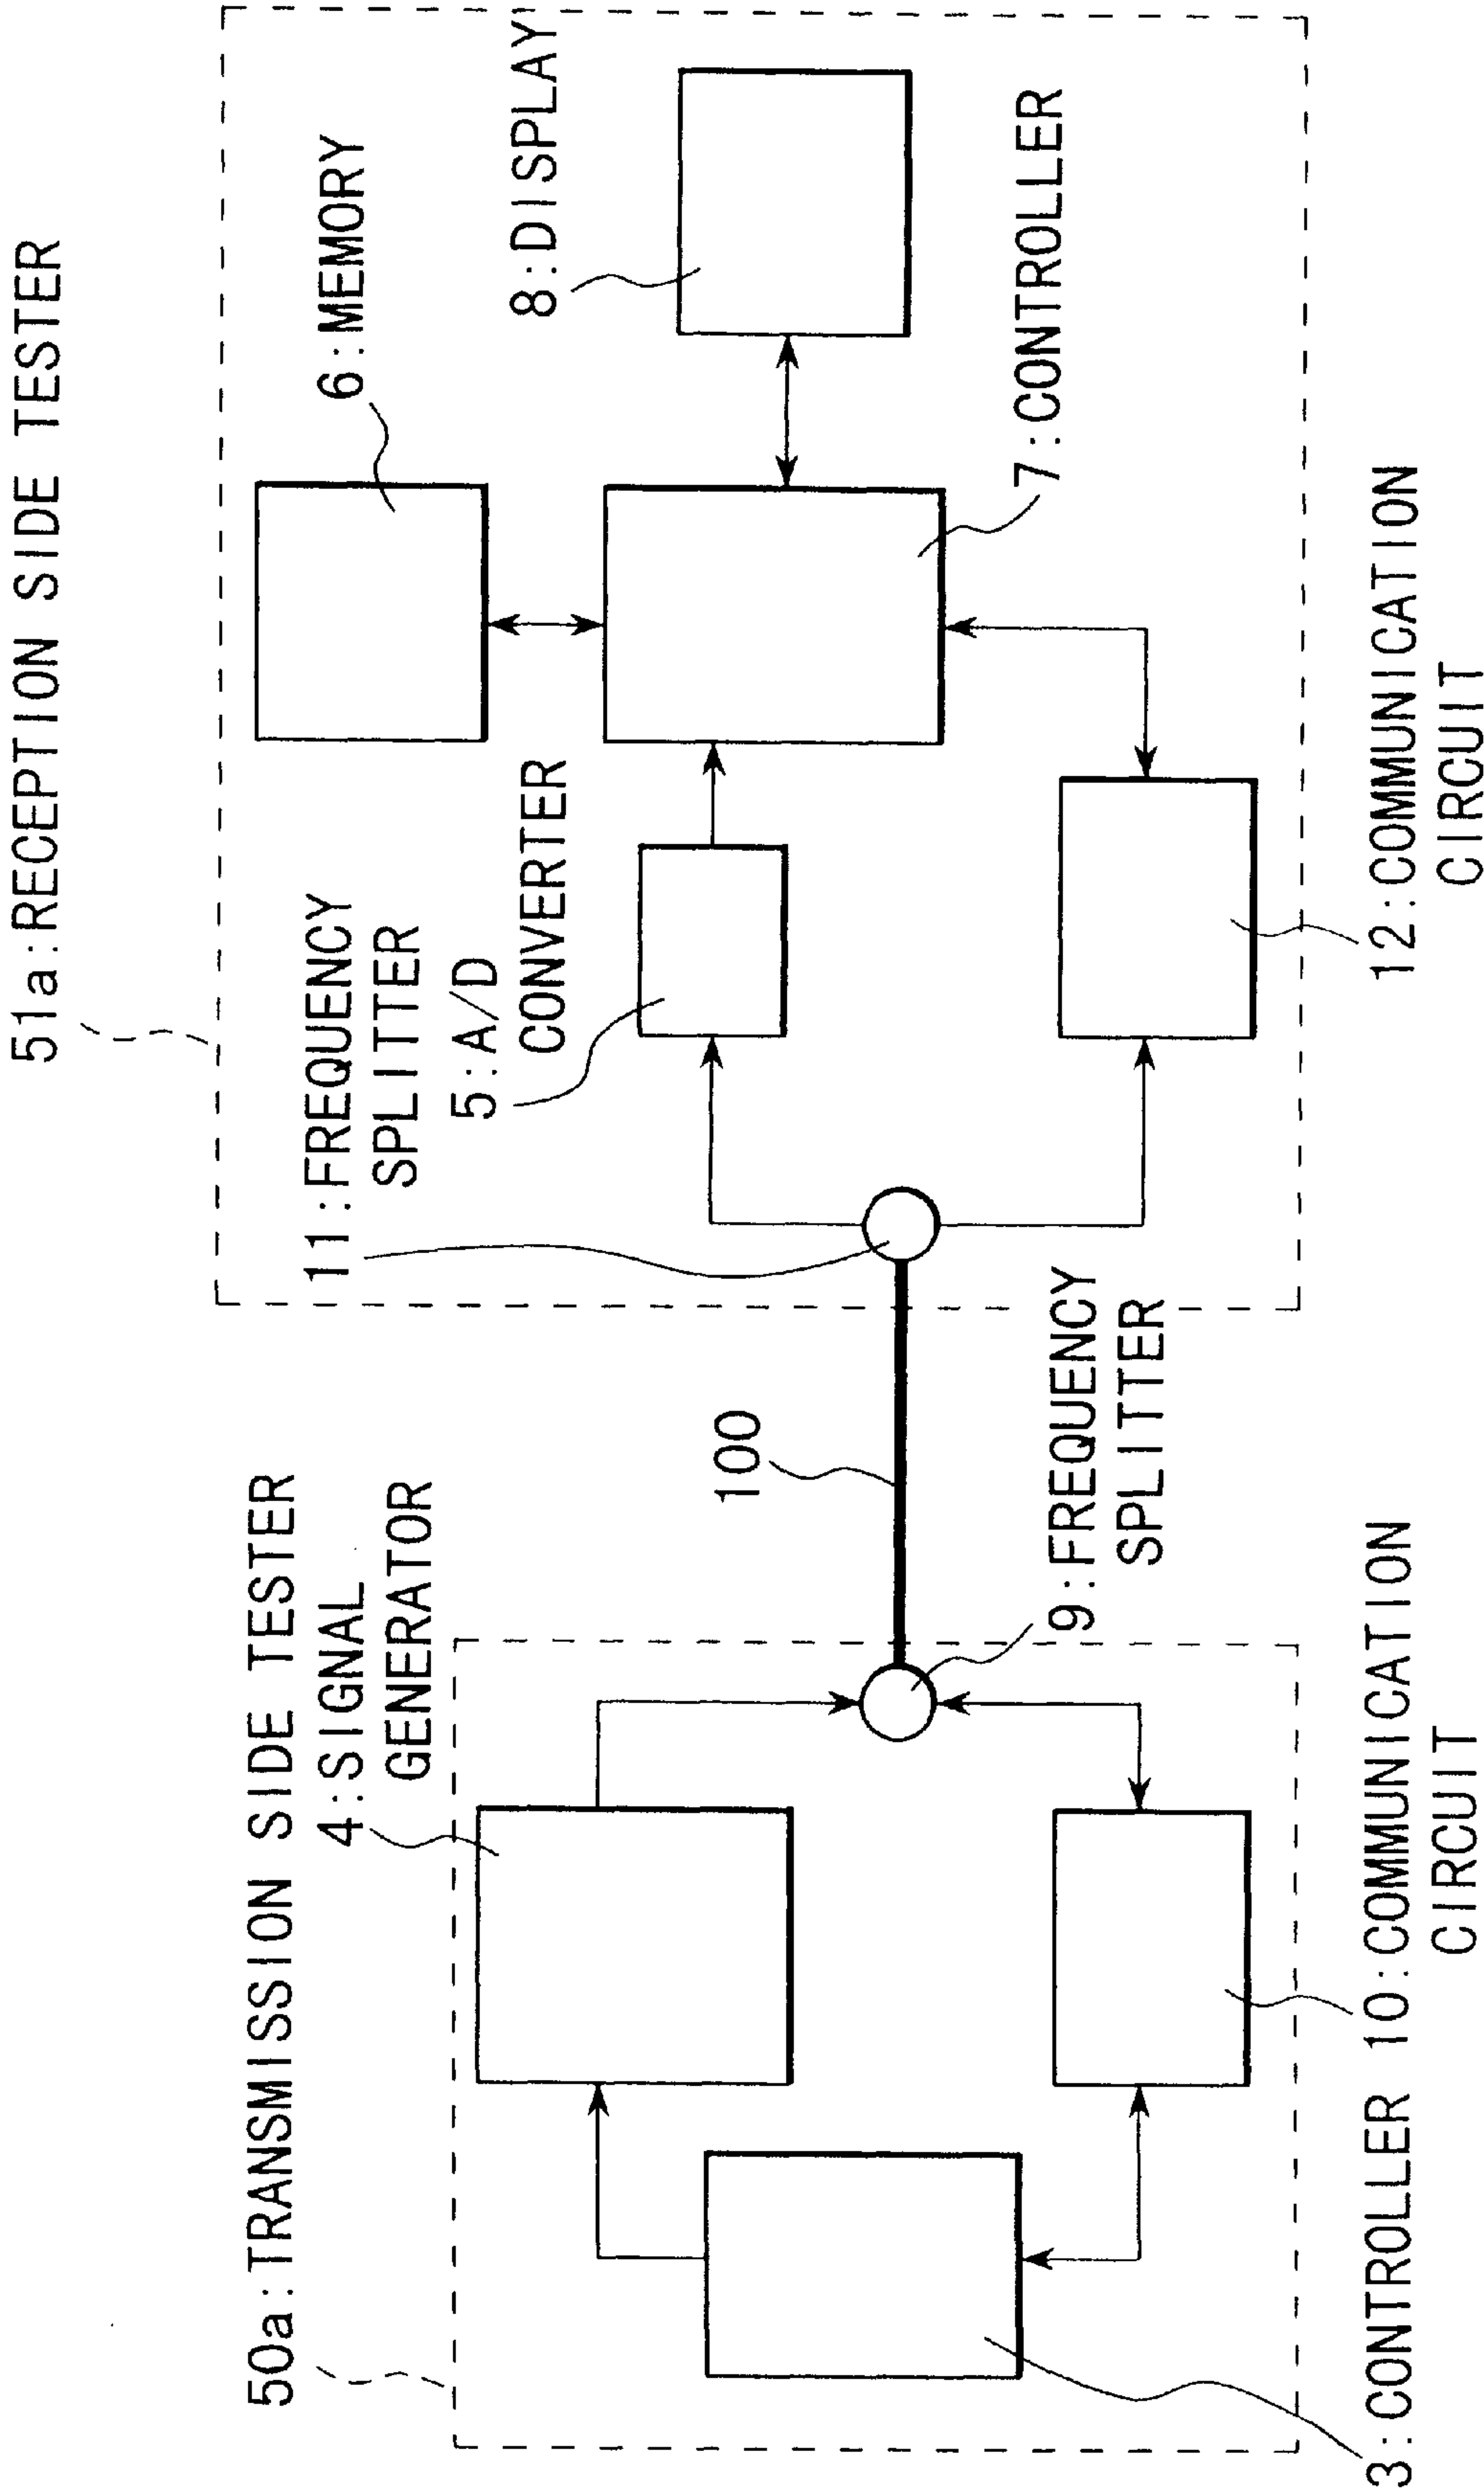 51a:RECEPTION SIDE TESTER
6:MEMORY
8:DISPLAY
11:FREQUENCY
SPLITTER
5:A/D
CONVERTER
7:CONTROLLER
12:COMMUNICATION
CIRCUIT
50a:TRANSMISSION SIDE TESTER
4:SIGNAL
GENERATOR
100
9:FREQUENCY
SPLITTER
3:CONTROLLER
10:COMMUNICATION
CIRCUIT